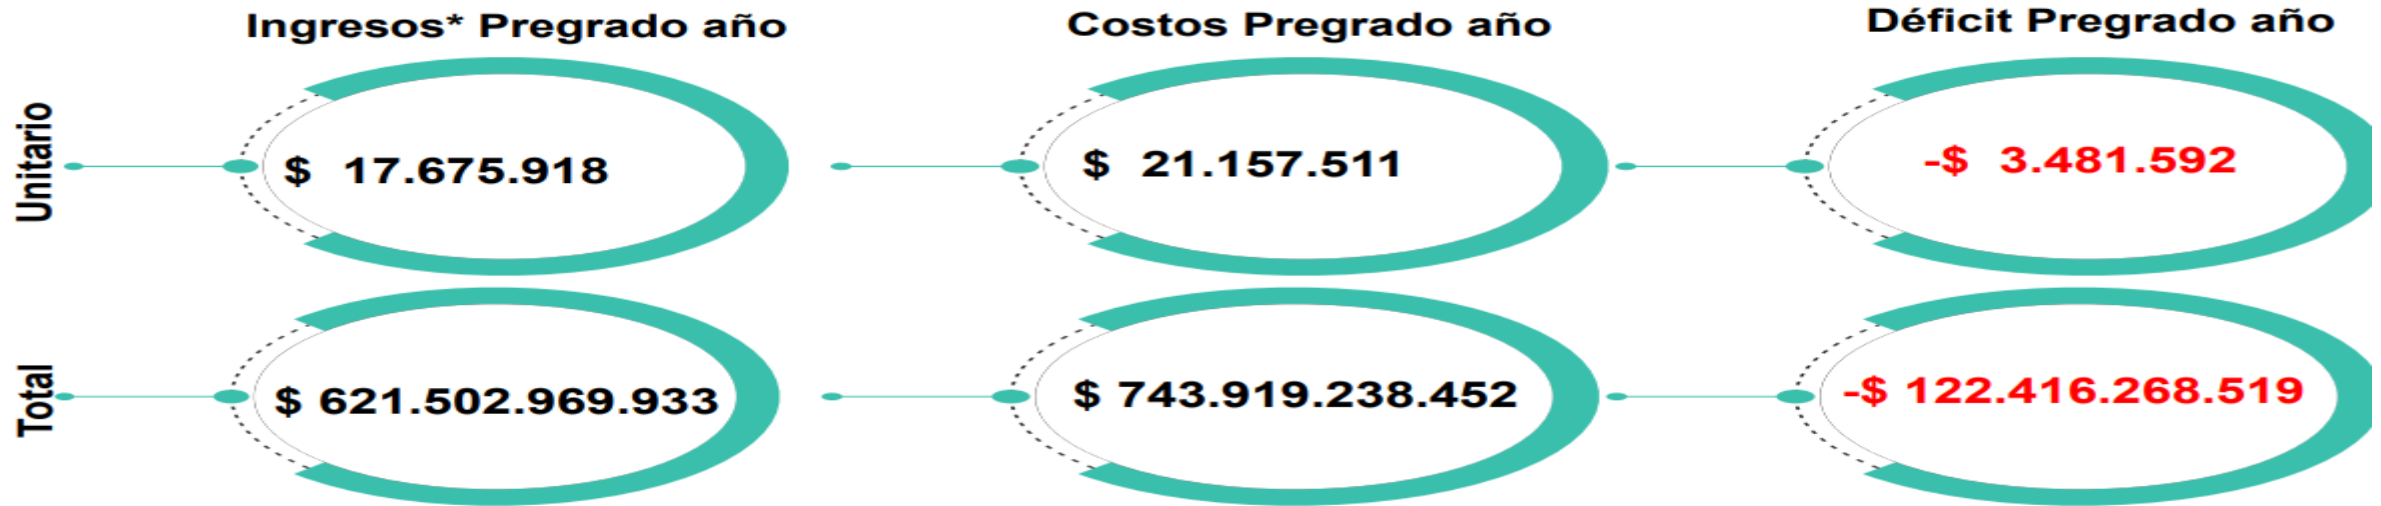 Ingresos* Pregrado año
Costos Pregrado año
Déficit Pregrado año
Unitario
$ 17.675.918
$ 21.157.511
-$ 3.481.592
Total
$ 621.502.969.933
$ 743.919.238.452
-$ 122.416.268.519